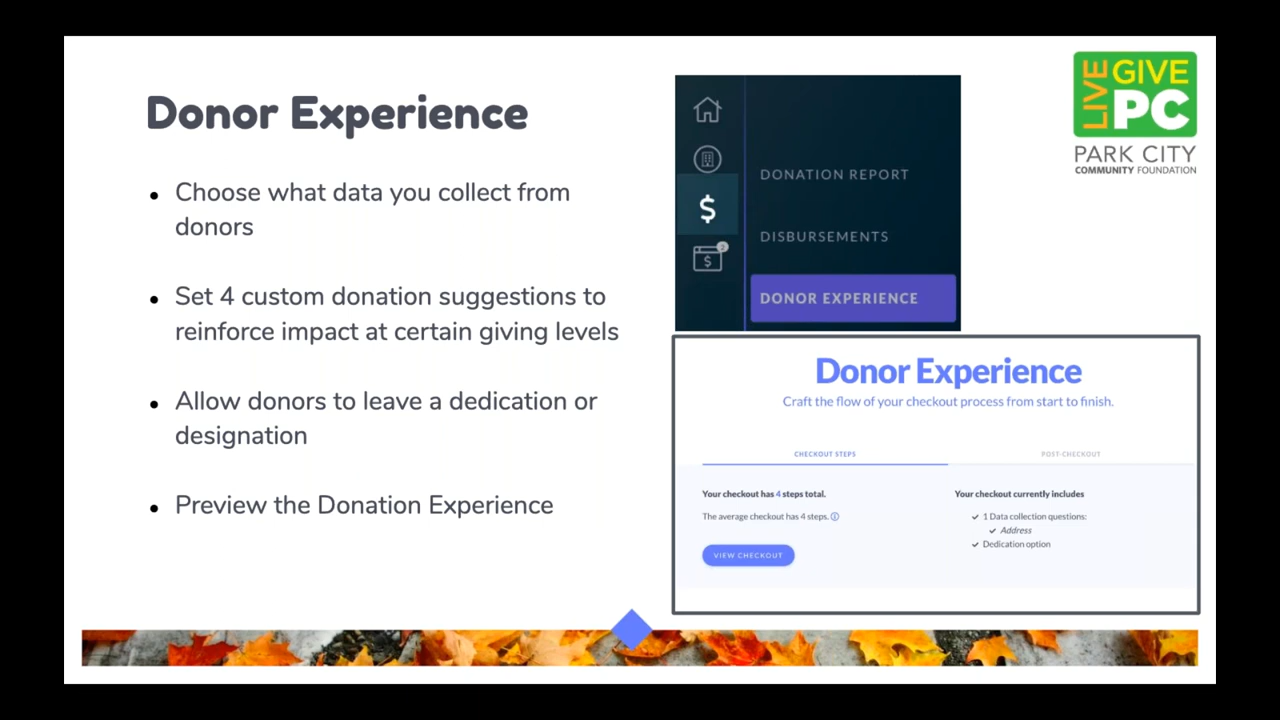 Donor Experience
Choose what data you collect from
donors
Set 4 custom donation suggestions to
reinforce impact at certain giving levels
Allow donors to leave a dedication or
designation
Preview the Donation Experience
DONATION REPORT
$
DISBURSEMENTS
2
$
DONOR EXPERIENCE
LIVE
GIVE
PC
PARK CITY
COMMUNITY FOUNDATION
Donor Experience
Craft the flow of your checkout process from start to finish.
CHECKOUT STEPS
POST-CHECKOUT
Your checkout has 4 steps total.
The average checkout has 4 steps.
VIEW CHECKOUT
Your checkout currently includes
1 Data collection questions:
Address
Dedication option